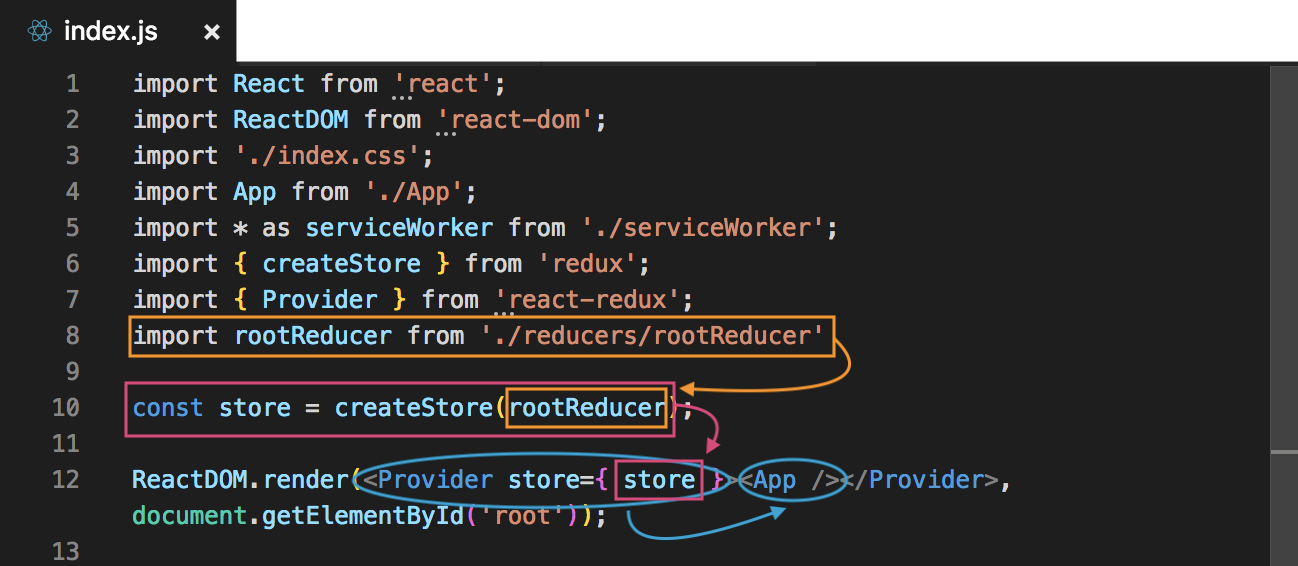 index.js ×
1 import React from 'react';
2 import ReactDOM from 'react-dom';
3 import './index.css';
4 import App from './App';
5 import * as serviceWorker from './serviceWorker';
6 import { createStore } from 'redux';
7 import { Provider } from 'react-redux';
8 import rootReducer from './reducers/rootReducer'
9
10 const store = createStore(rootReducer);
11
12 ReactDOM.render(<Provider store={ store }><App /></Provider>,
document.getElementById('root'));
13